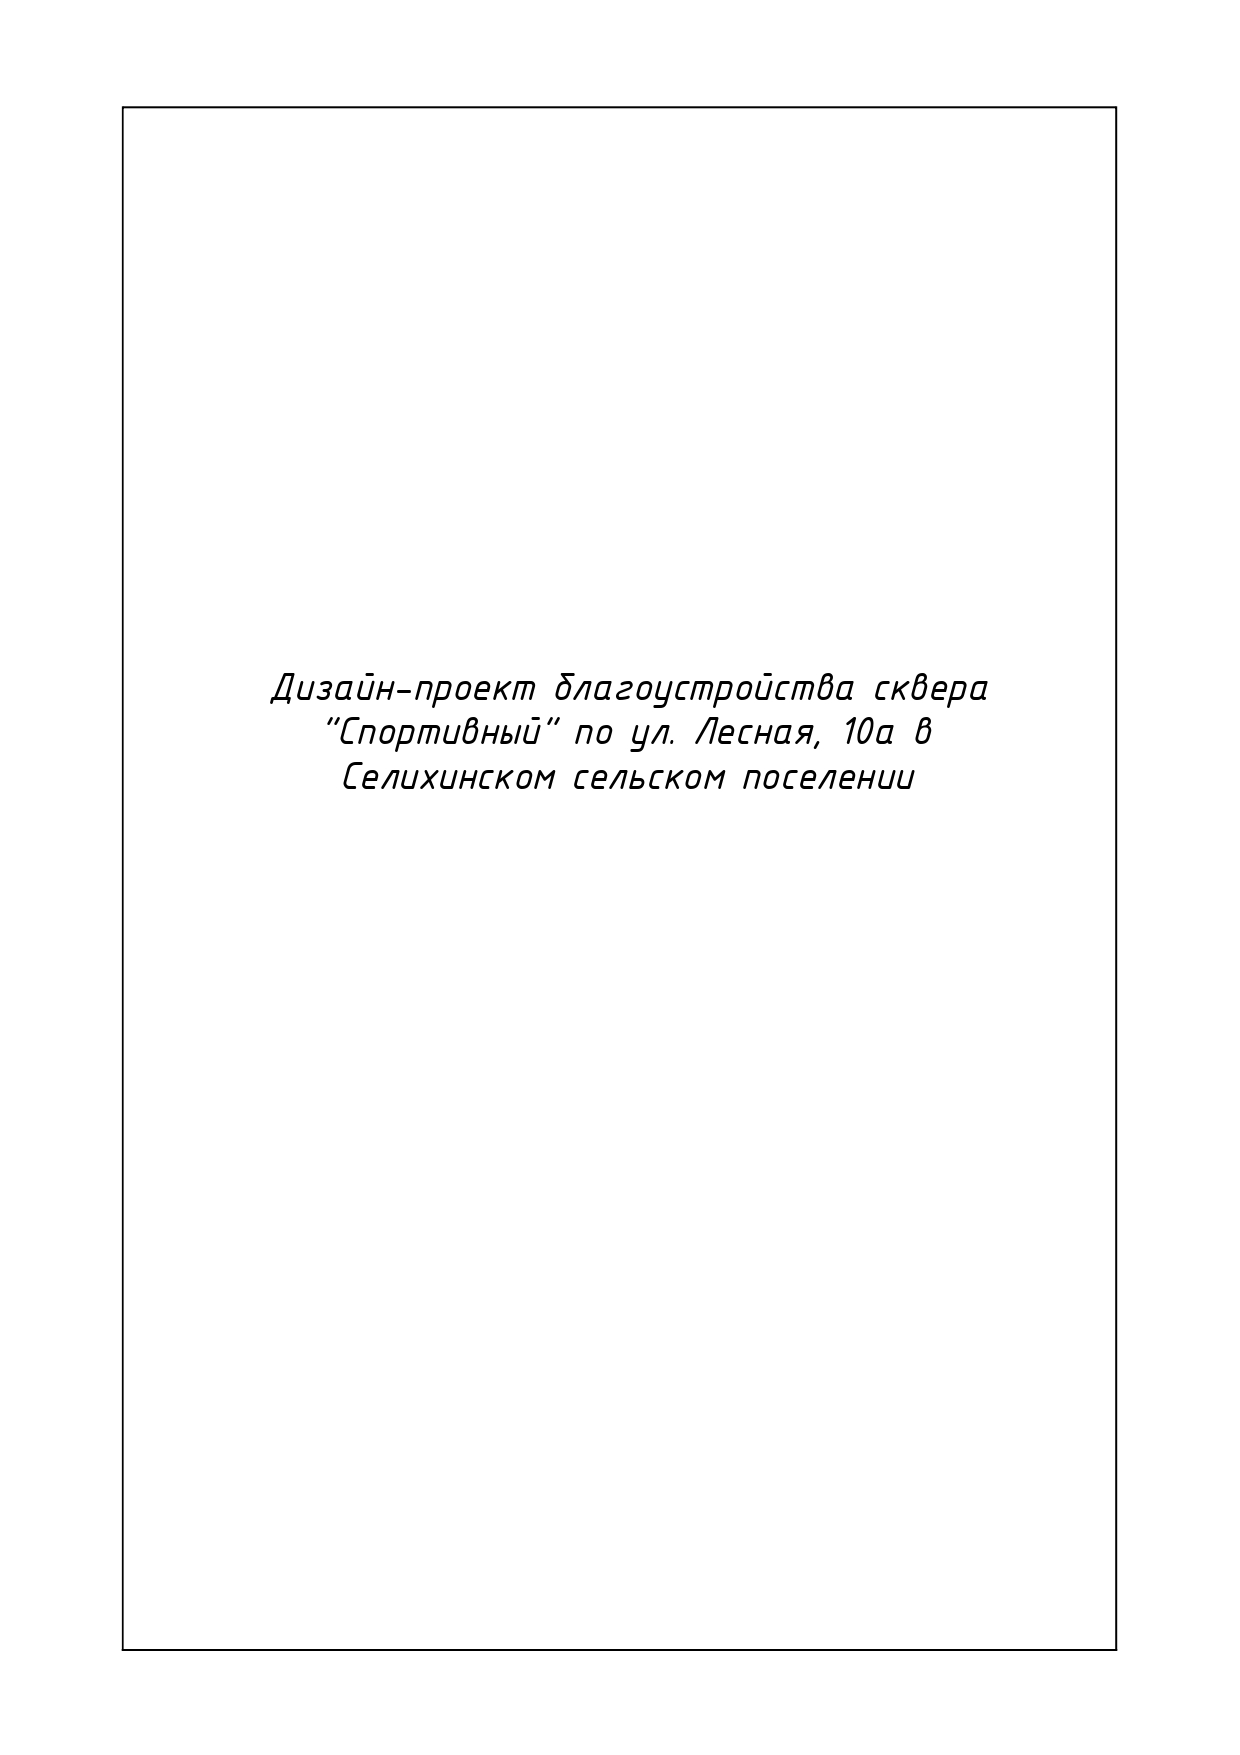 Дизайн-проект благоустройства сквера
"Спортивный" по ул. Лесная, 10а в
Селихинском сельском поселении